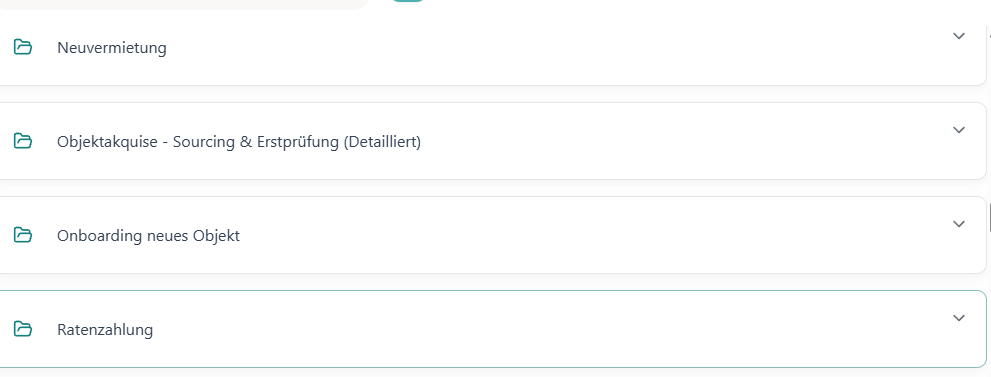 Neuvermietung
Objektakquise - Sourcing & Erstprüfung (Detailliert)
Onboarding neues Objekt
Ratenzahlung